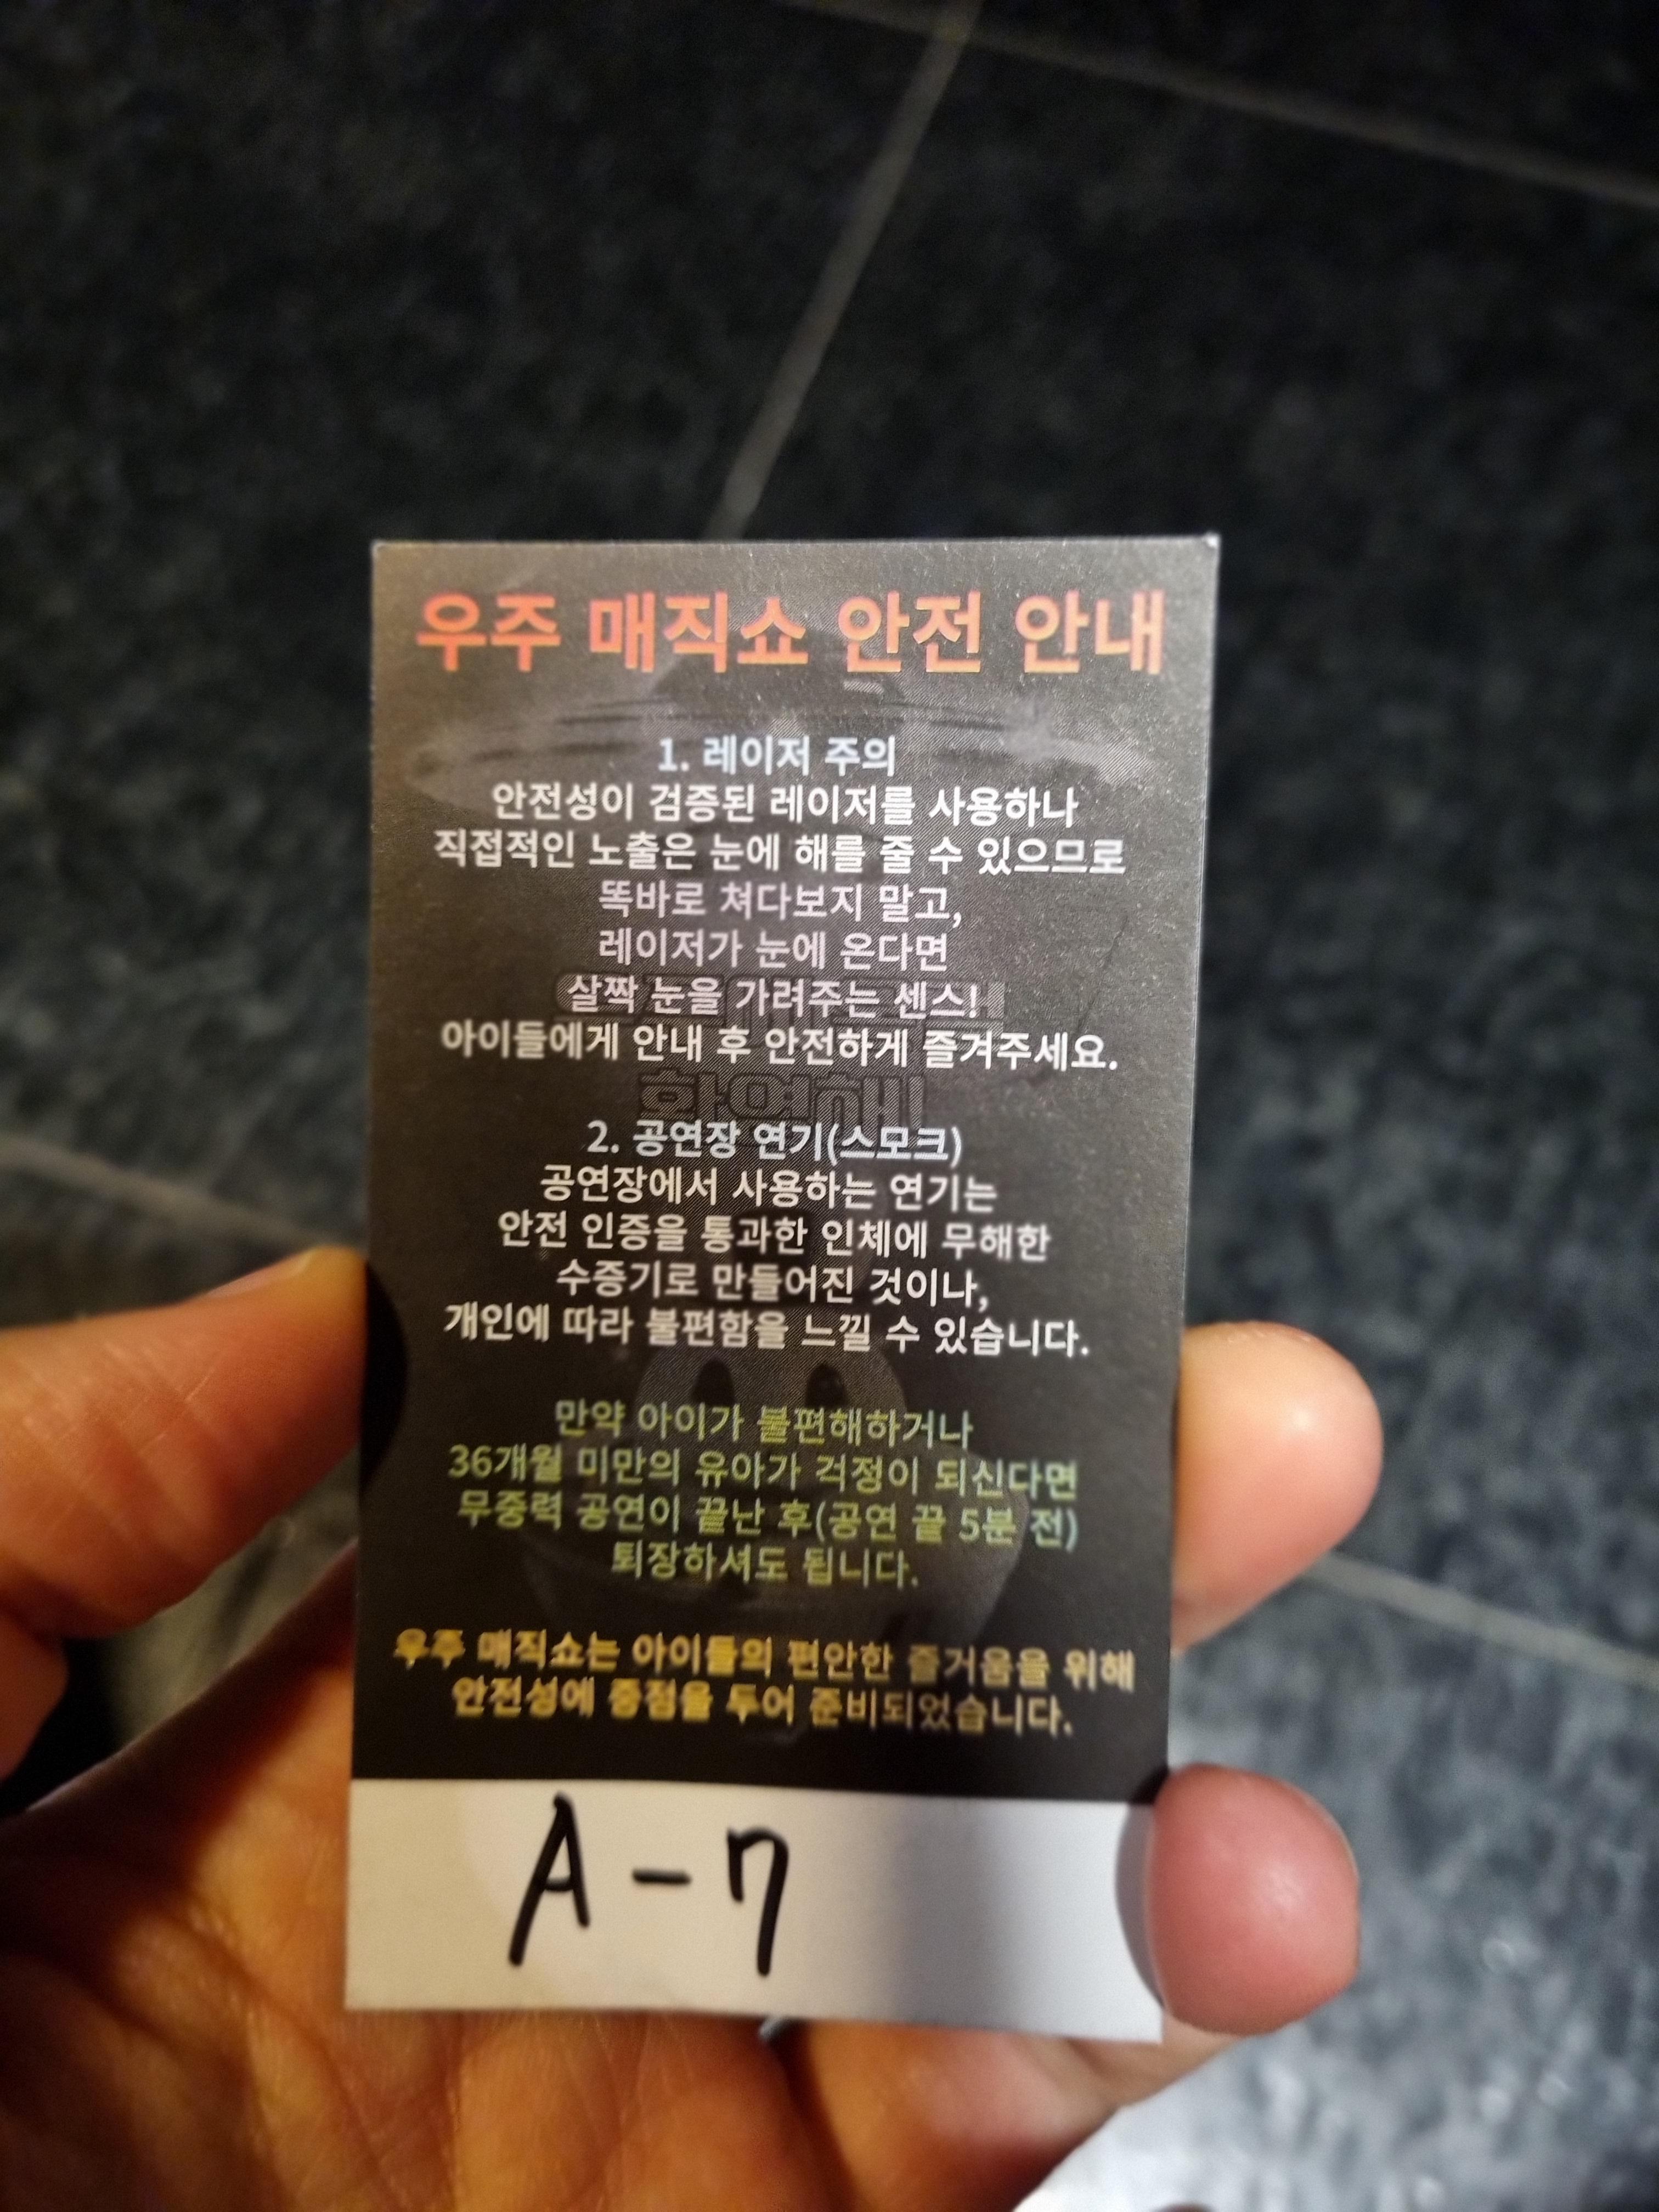 우주 매직쇼 안전 안내
1. 레이저 주의
안전성이 검증된 레이저를 사용하나
직접적인 노출은 눈에 해를 줄 수 있으므로
똑바로 쳐다보지 말고,
레이저가 눈에 온다면
살짝 눈을 가려주는 센스!
아이들에게 안내 후 안전하게 즐겨주세요.
환영해!
2. 공연장 연기(스모크)
공연장에서 사용하는 연기는
안전 인증을 통과한 인체에 무해한
수증기로 만들어진 것이나,
개인에 따라 불편함을 느낄 수 있습니다.
만약 아이가 불편해하거나
36개월 미만의 유아가 걱정이 되신다면
무중력 공연이 끝난 후(공연 끝 5분 전)
퇴장하셔도 됩니다.
우주 매직쇼는 아이들의 편안한 즐거움을 위해
안전성에 중점을 두어 준비되었습니다.
A-7